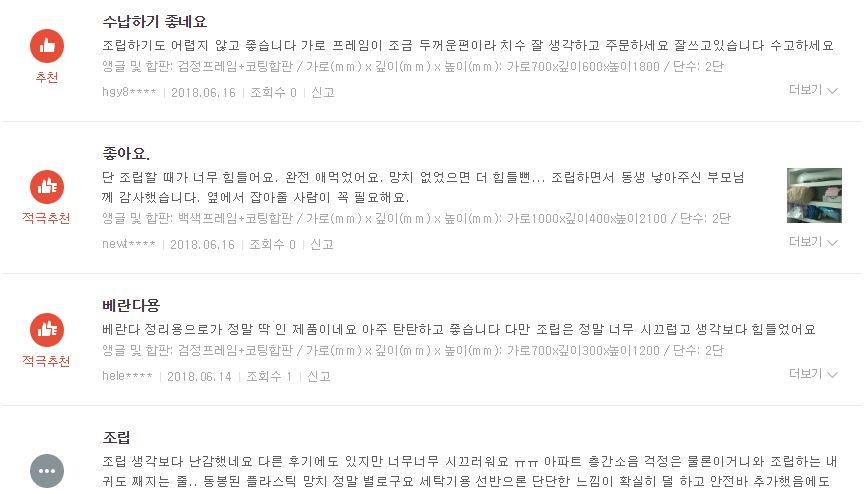 수납하기 좋네요
조립하기도 어렵지 않고 좋습니다 가로 프레임이 조금 두꺼운편이라 치수 잘 생각하고 주문하세요 잘쓰고있습니다 수고하세요
추천
앵글 및 합판: 검정프레임+코팅합판 / 가로(mm) x 깊이(mm) x 높이(mm): 가로700x깊이600x높이1800 / 단수: 2단
hgy8**** | 2018.06.16 | 조회수 0 | 신고 더보기
좋아요.
단 조립할 때가 너무 힘들어요. 완전 애먹었어요. 망치 없었으면 더 힘들뻔... 조립하면서 동생 낳아주신 부모님
께 감사했습니다. 옆에서 잡아줄 사람이 꼭 필요해요.
적극추천
앵글 및 합판: 백색프레임+코팅합판 / 가로(mm) x 깊이(mm) x 높이(mm): 가로1000x깊이400x높이2100 / 단수: 2단
newt**** | 2018.06.16 | 조회수 0 | 신고 더보기
베란다용
베란다 정리용으로가 정말 딱 인 제품이네요 아주 탄탄하고 좋습니다 다만 조립은 정말 너무 시끄럽고 생각보다 힘들었어요
앵글 및 합판: 검정프레임+코팅합판 / 가로(mm) x 깊이(mm) x 높이(mm): 가로700x깊이300x높이1200 / 단수: 2단
적극추천
hele**** | 2018.06.14 | 조회수 1 | 신고 더보기
조립
조립 생각보다 난감했네요 다른 후기에도 있지만 너무너무 시끄러워요 ㅠㅠ 아파트 층간소음 걱정은 물론이거니와 조립하는 내
귀도 째지는 줄.. 동봉된 플라스틱 망치 정말 별로구요 세탁기용 선반으론 단단한 느낌이 확실히 덜 하고 안전바 추가했음에도